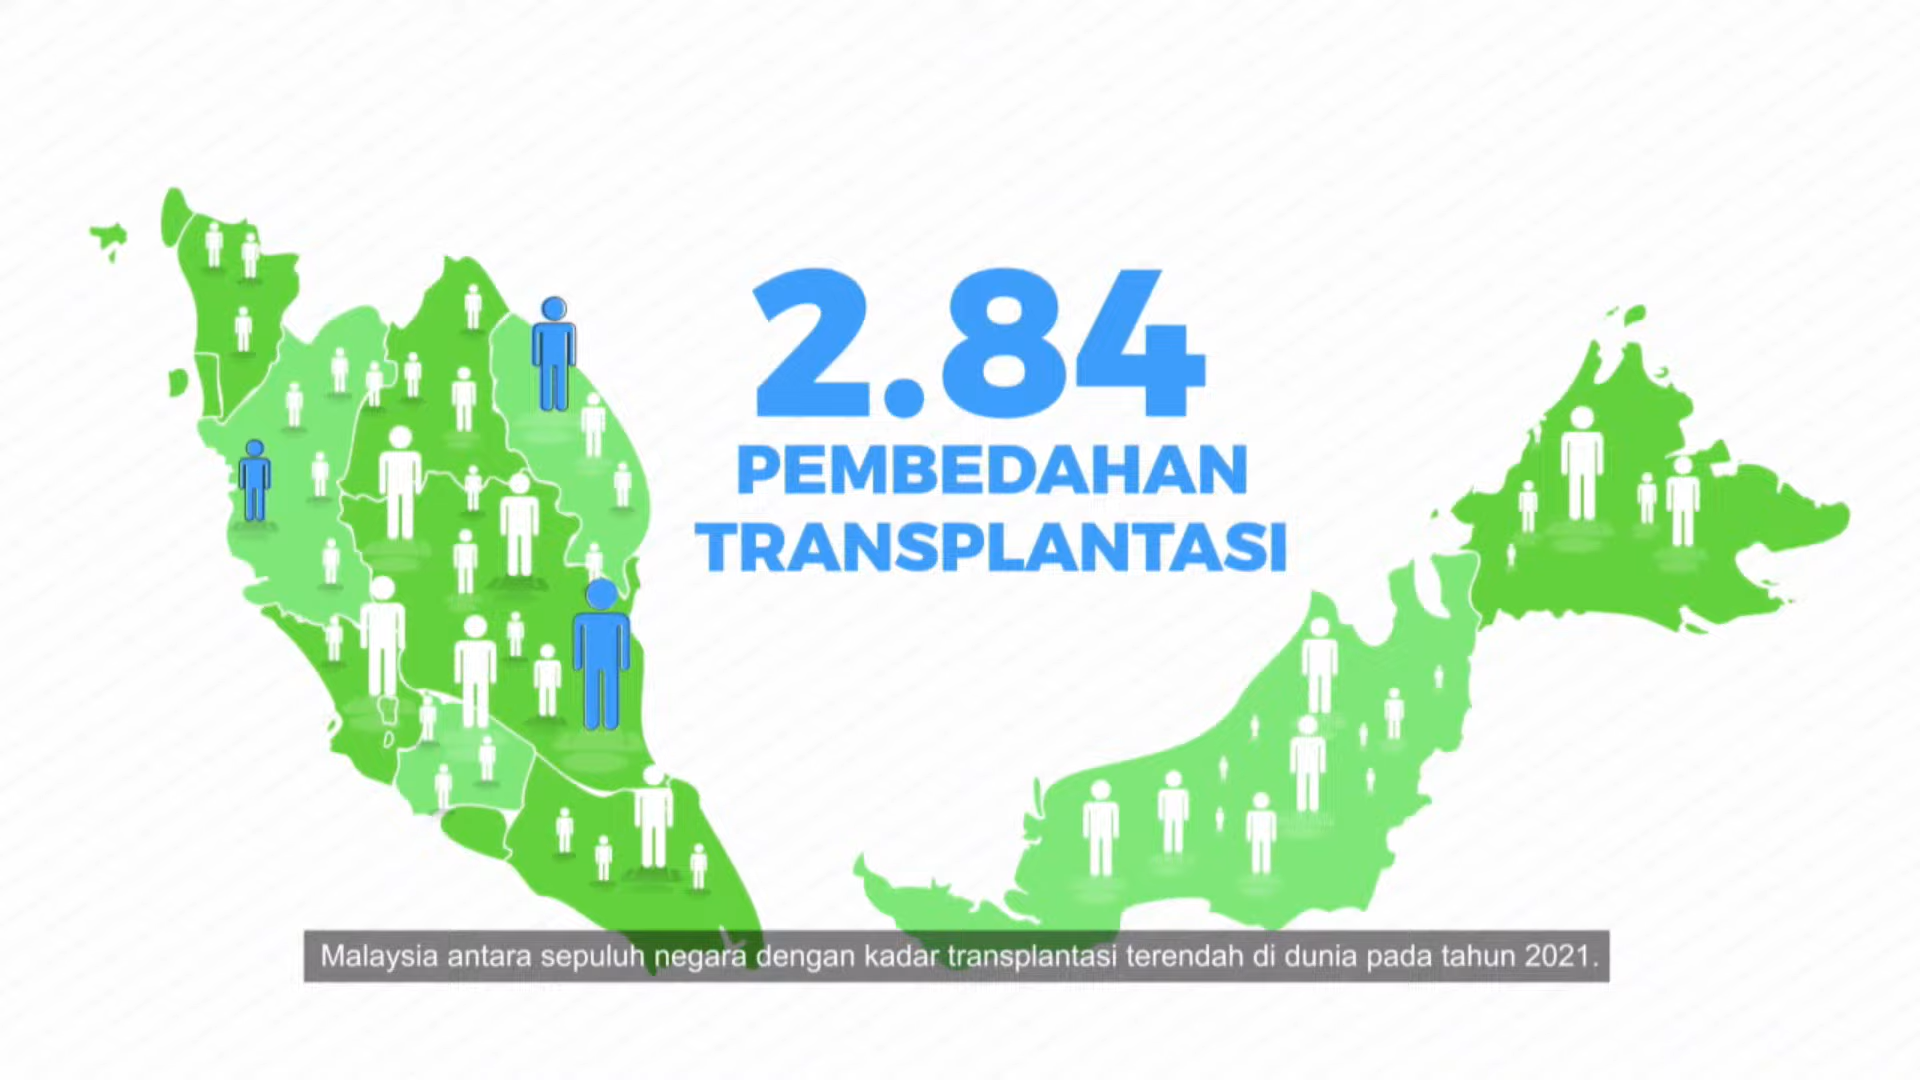 2.84
PEMBEDAHAN
TRANSPLANTASI
Malaysia antara sepuluh negara dengan kadar transplantasi terendah di dunia pada tahun 2021.